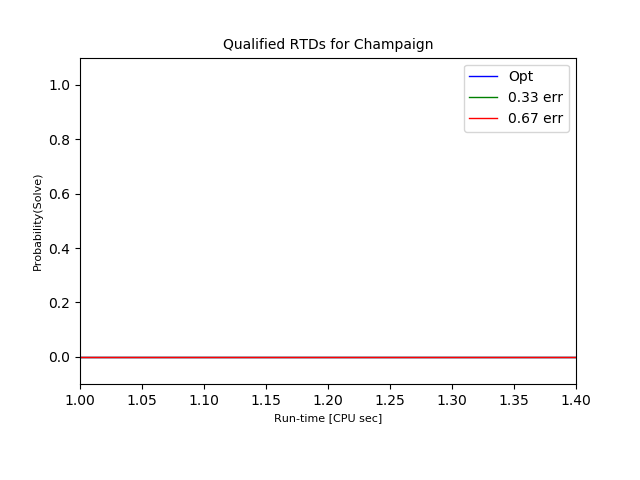 Qualified RTDs for Champaign
Opt
0.33 err
0.67 err
1.0
0.8
0.6
0.4
0.2
0.0
Probability(Solve)
1.00 1.05 1.10 1.15 1.20 1.25 1.30 1.35 1.40
Run-time [CPU sec]